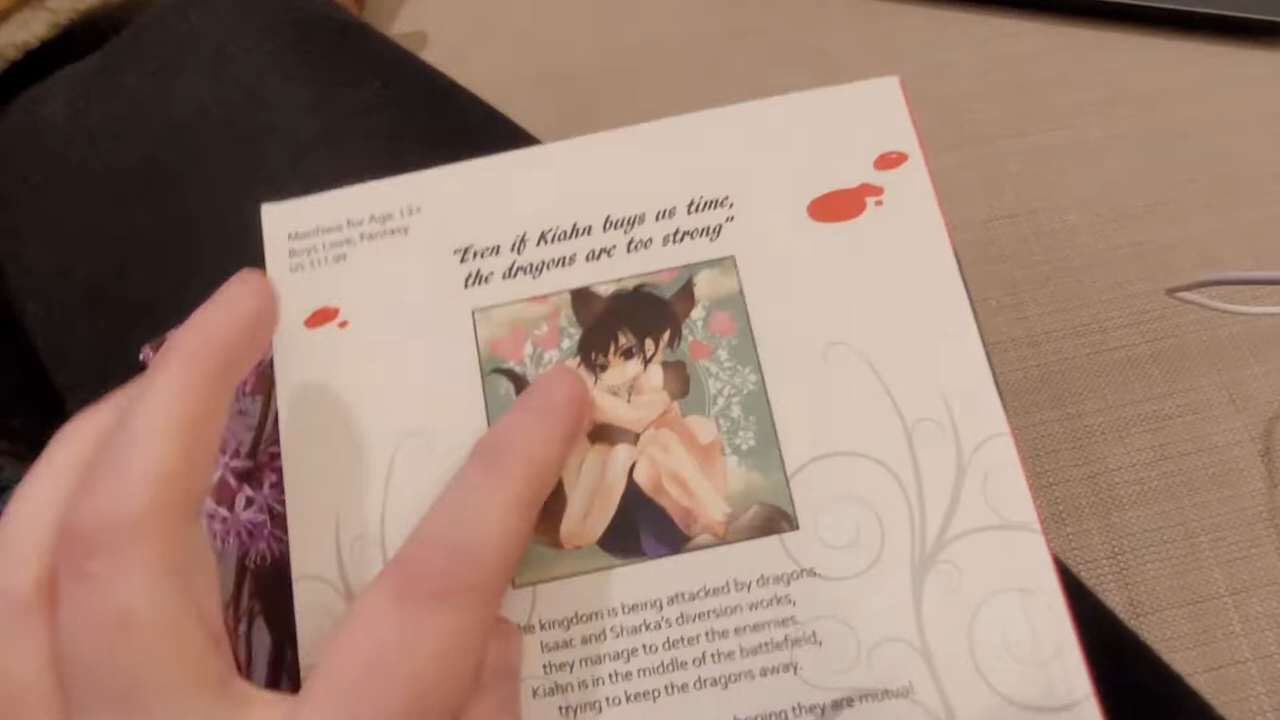 Manhwa for Age 13+
Boys Love, Fantasy
US $11.99
"Even if Kiahn buys us time,
the dragons are too strong"
kingdom is being attacked by dragons.
Isaac and Sharka's diversion works,
they manage to deter the enemies.
Kiahn is in the middle of the battlefield,
trying to keep the dragons away.
hoping they are mutual